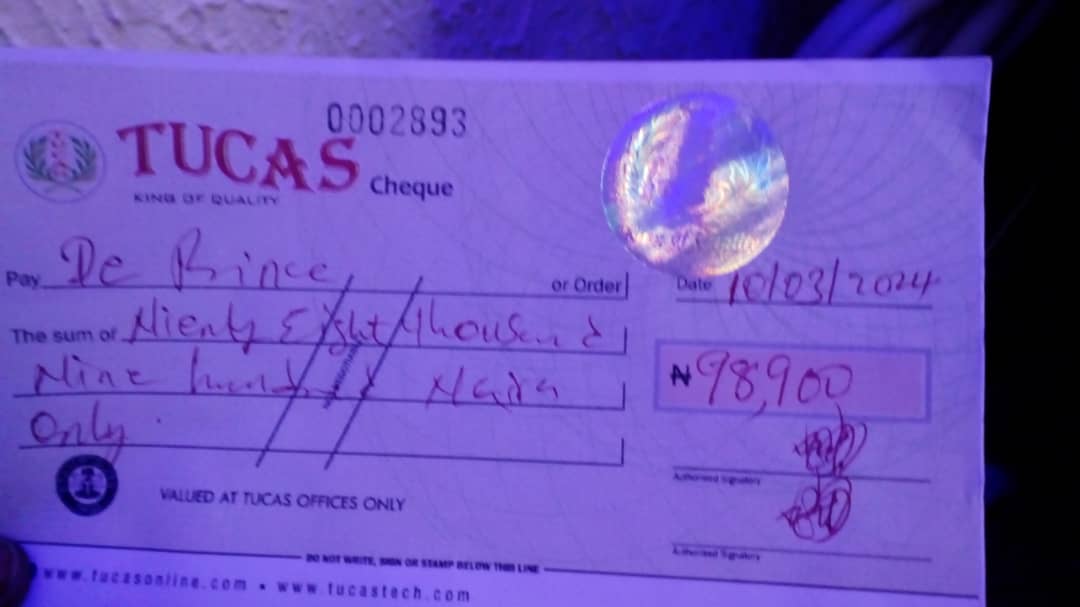 0002893
TUCAS
KING OF QUALITY
Cheque
Pay De Prince or Order
Date 10/03/2024
The sum of Nienty Eight Thousand
Nine hundred Naira
₦98,900
Only.
Authorised Signatory
Authorised Signatory
VALUED AT TUCAS OFFICES ONLY
DO NOT WRITE, SIGN OR STAMP BELOW THIS LINE
www.tucasonline.com • www.tucastech.com